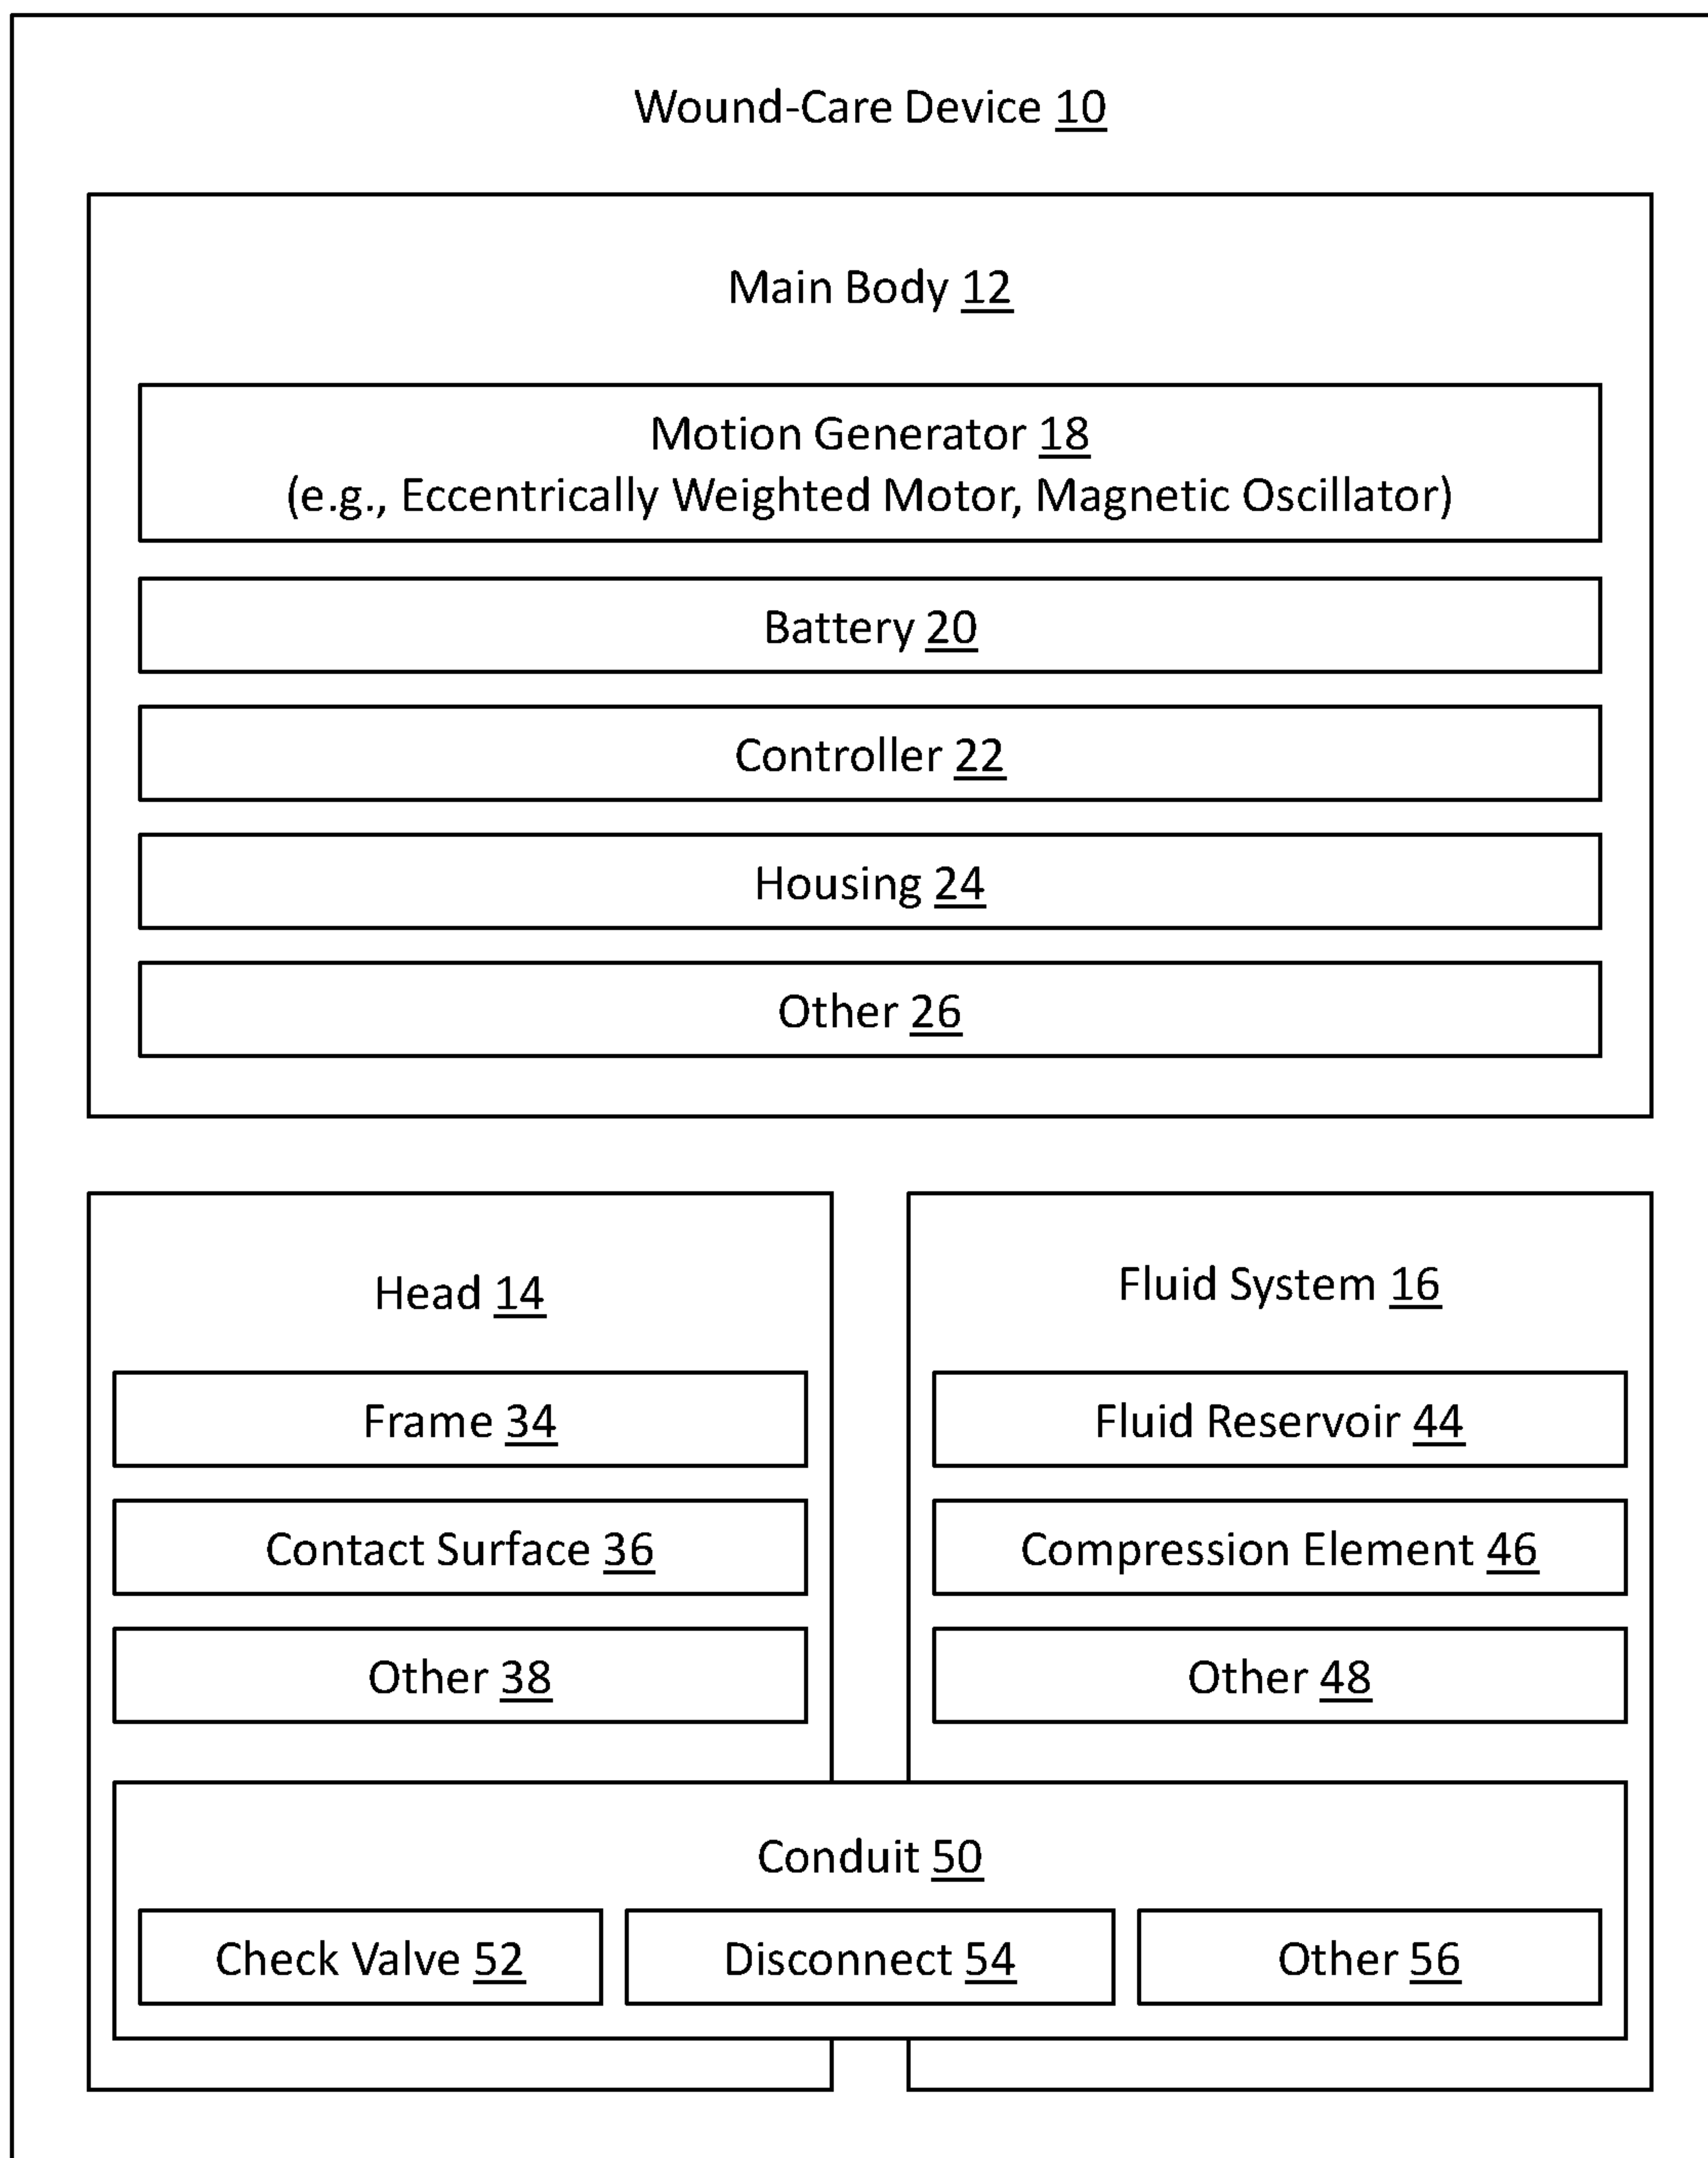 Wound-Care Device 10
Main Body 12
Motion Generator 18
(e.g., Eccentrically Weighted Motor, Magnetic Oscillator)
Battery 20
Controller 22
Housing 24
Other 26
Head 14
Frame 34
Contact Surface 36
Other 38
Fluid System 16
Fluid Reservoir 44
Compression Element 46
Other 48
Conduit 50
Check Valve 52
Disconnect 54
Other 56